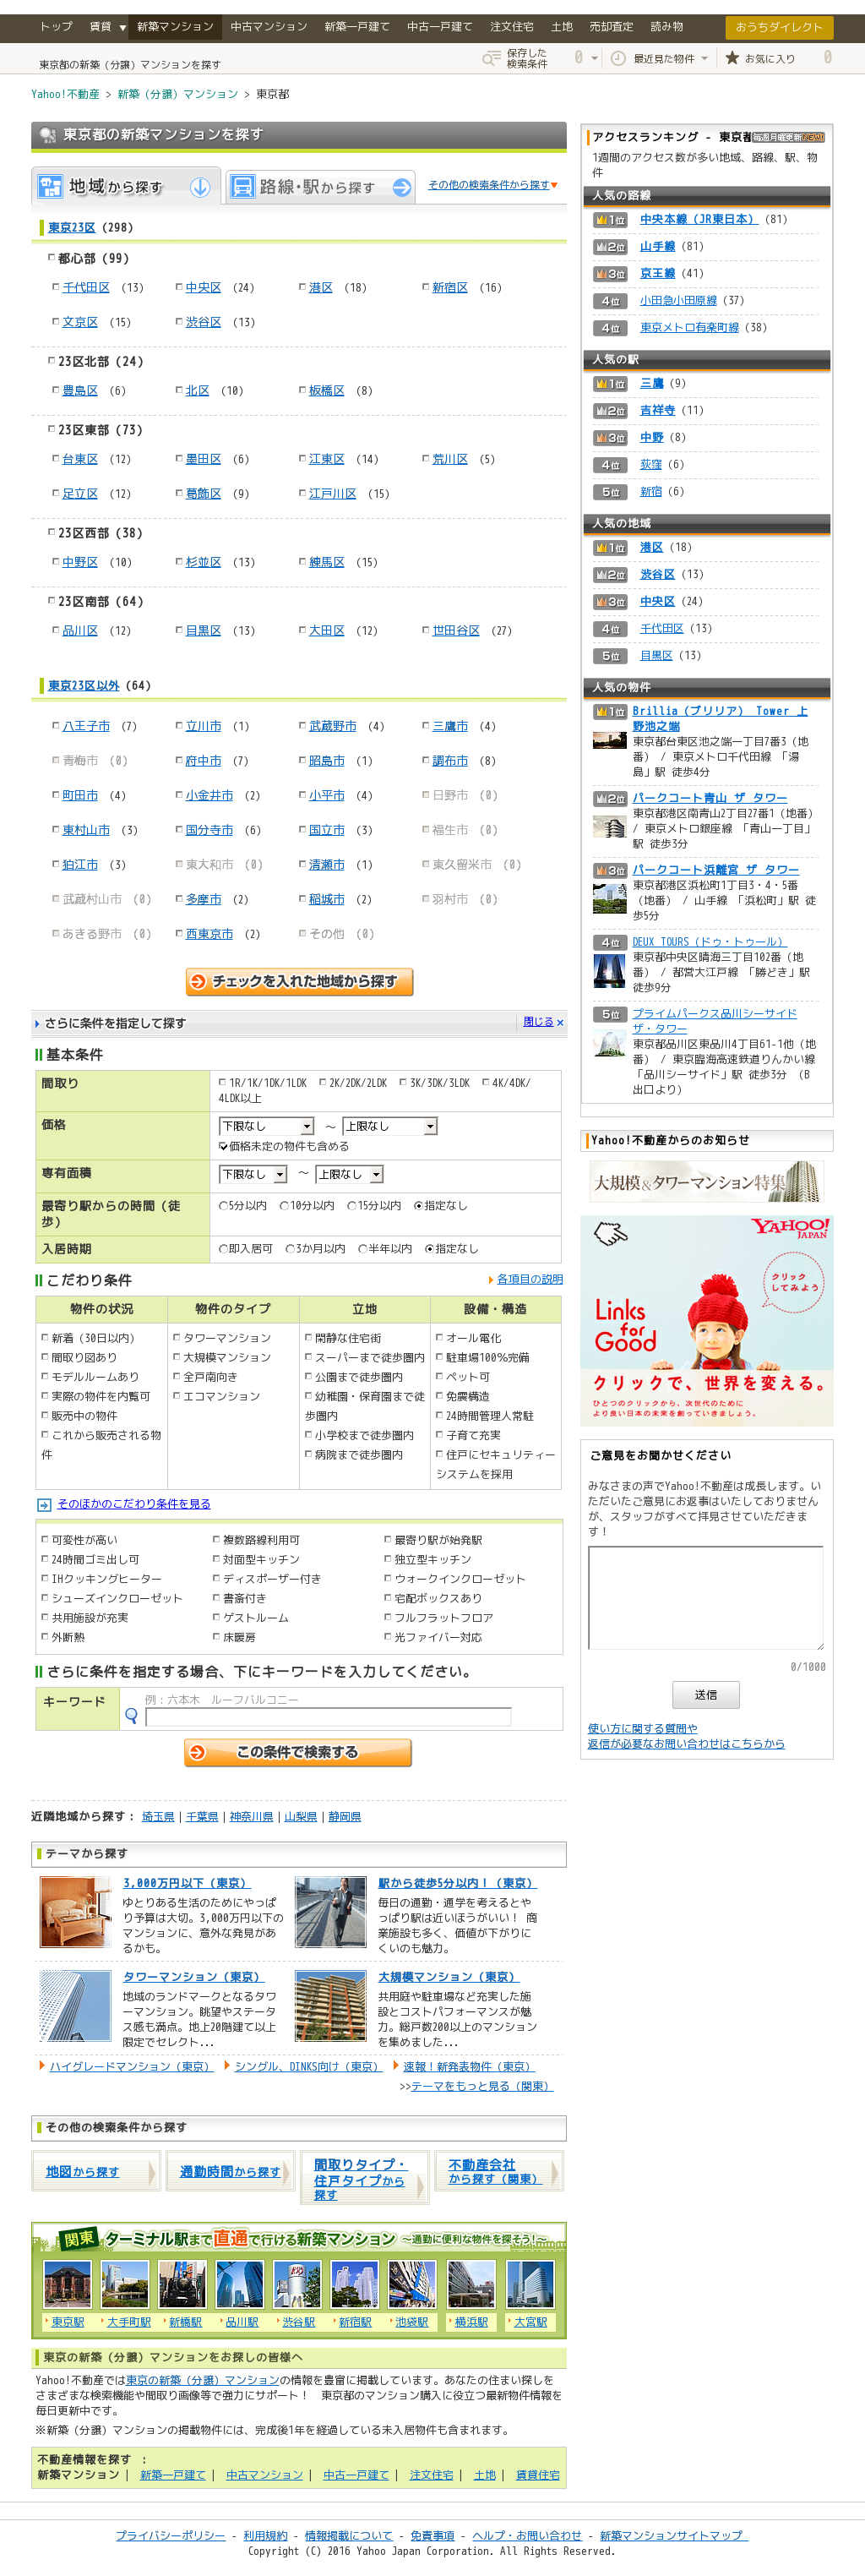 トップ 賃貸 ▼ 新築マンション 中古マンション 新築一戸建て 中古一戸建て 注文住宅 土地 売却査定 読み物 おうちダイレクト
東京都の新築（分譲）マンションを探す
保存した
検索条件
0 最近見た物件 お気に入り 0
Yahoo!不動産 > 新築（分譲）マンション > 東京都
東京都の新築マンションを探す
地域から探す 路線・駅から探す その他の検索条件から探す
東京23区（298）
都心部（99）
千代田区（13） 中央区（24） 港区（18） 新宿区（16）
文京区（15） 渋谷区（13）
23区北部（24）
豊島区（6） 北区（10） 板橋区（8）
23区東部（73）
台東区（12） 墨田区（6） 江東区（14） 荒川区（5）
足立区（12） 葛飾区（9） 江戸川区（15）
23区西部（38）
中野区（10） 杉並区（13） 練馬区（15）
23区南部（64）
品川区（12） 目黒区（13） 大田区（12） 世田谷区（27）
東京23区以外（64）
八王子市（7） 立川市（1） 武蔵野市（4） 三鷹市（4）
青梅市（0） 府中市（7） 昭島市（1） 調布市（8）
町田市（4） 小金井市（2） 小平市（4） 日野市（0）
東村山市（3） 国分寺市（6） 国立市（3） 福生市（0）
狛江市（3） 東大和市（0） 清瀬市（1） 東久留米市（0）
武蔵村山市（0） 多摩市（2） 稲城市（2） 羽村市（0）
あきる野市（0） 西東京市（2） その他（0）
チェックを入れた地域から探す
さらに条件を指定して探す 閉じる ×
基本条件
間取り 1R/1K/1DK/1LDK 2K/2DK/2LDK 3K/3DK/3LDK 4K/4DK/
4LDK以上
価格 下限なし ～ 上限なし
価格未定の物件も含める
専有面積 下限なし ～ 上限なし
最寄り駅からの時間（徒
歩）
5分以内 10分以内 15分以内 指定なし
入居時期 即入居可 3か月以内 半年以内 指定なし
こだわり条件 各項目の説明
物件の状況 物件のタイプ 立地 設備・構造
新着（30日以内） タワーマンション 閑静な住宅街 オール電化
間取り図あり 大規模マンション スーパーまで徒歩圏内 駐車場100%完備
モデルルームあり 全戸南向き 公園まで徒歩圏内 ペット可
実際の物件を内覧可 エコマンション 幼稚園・保育園まで徒 免震構造
販売中の物件 歩圏内 24時間管理人常駐
これから販売される物 小学校まで徒歩圏内 子育て充実
件 病院まで徒歩圏内 住戸にセキュリティー
システムを採用
そのほかのこだわり条件を見る
可変性が高い 複数路線利用可 最寄り駅が始発駅
24時間ゴミ出し可 対面型キッチン 独立型キッチン
IHクッキングヒーター ディスポーザー付き ウォークインクローゼット
シューズインクローゼット 書斎付き 宅配ボックスあり
共用施設が充実 ゲストルーム フルフラットフロア
外断熱 床暖房 光ファイバー対応
さらに条件を指定する場合、下にキーワードを入力してください。
キーワード 例：六本木 ルーフバルコニー
この条件で検索する
近隣地域から探す： 埼玉県 | 千葉県 | 神奈川県 | 山梨県 | 静岡県
テーマから探す
3,000万円以下（東京）
ゆとりある生活のためにやっぱ
り予算は大切。3,000万円以下の
マンションに、意外な発見があ
るかも。
駅から徒歩5分以内！（東京）
毎日の通勤・通学を考えるとや
っぱり駅は近いほうがいい！ 商
業施設も多く、価値が下がりに
くいのも魅力。
タワーマンション（東京）
地域のランドマークとなるタワ
ーマンション。眺望やステータ
ス感も満点。地上20階建て以上
限定でセレクト...
大規模マンション（東京）
共用庭や駐車場など充実した施
設とコストパフォーマンスが魅
力。総戸数200以上のマンション
を集めました...
ハイグレードマンション（東京） シングル、DINKS向け（東京） 速報！新発表物件（東京）
>>テーマをもっと見る（関東）
その他の検索条件から探す
地図から探す
通勤時間から探す
間取りタイプ・
住戸タイプから
探す
不動産会社
から探す（関東）
関東 ターミナル駅まで直通で行ける新築マンション ～通勤に便利な物件を探そう！～
東京駅 大手町駅 新橋駅 品川駅 渋谷駅 新宿駅 池袋駅 横浜駅 大宮駅
東京の新築（分譲）マンションをお探しの皆様へ
Yahoo!不動産では東京の新築（分譲）マンションの情報を豊富に掲載しています。あなたの住まい探しを
さまざまな検索機能や間取り画像等で強力にサポート！ 東京都のマンション購入に役立つ最新物件情報を
毎日更新中です。
※新築（分譲）マンションの掲載物件には、完成後1年を経過している未入居物件も含まれます。
不動産情報を探す ：
新築マンション | 新築一戸建て | 中古マンション | 中古一戸建て | 注文住宅 | 土地 | 賃貸住宅
アクセスランキング - 東京都 毎週月曜更新NEW!
1週間のアクセス数が多い地域、路線、駅、物
件
人気の路線
1位 中央本線（JR東日本）（81）
2位 山手線（81）
3位 京王線（41）
4位 小田急小田原線（37）
4位 東京メトロ有楽町線（38）
人気の駅
1位 三鷹（9）
2位 吉祥寺（11）
3位 中野（8）
4位 荻窪（6）
5位 新宿（6）
人気の地域
1位 港区（18）
2位 渋谷区（13）
3位 中央区（24）
4位 千代田区（13）
5位 目黒区（13）
人気の物件
1位 Brillia（ブリリア） Tower 上
野池之端
東京都台東区池之端一丁目7番3（地
番） / 東京メトロ千代田線 「湯
島」駅 徒歩4分
2位 パークコート青山 ザ タワー
東京都港区南青山2丁目27番1（地番）
/ 東京メトロ銀座線 「青山一丁目」
駅 徒歩3分
3位 パークコート浜離宮 ザ タワー
東京都港区浜松町1丁目3・4・5番
（地番） / 山手線 「浜松町」駅 徒
歩5分
4位 DEUX TOURS（ドゥ・トゥール）
東京都中央区晴海三丁目102番（地
番） / 都営大江戸線 「勝どき」駅
徒歩9分
5位 プライムパークス品川シーサイド
ザ・タワー
東京都品川区東品川4丁目61-1他（地
番） / 東京臨海高速鉄道りんかい線
「品川シーサイド」駅 徒歩3分 （B
出口より）
Yahoo!不動産からのお知らせ
大規模&タワーマンション特集
YAHOO! JAPAN
クリック
してみよう！
Links
for
Good
クリックで、世界を変える。
ひとつのクリックから、次世代のために
より良い日本の未来を創っていきましょう。
ご意見をお聞かせください
みなさまの声でYahoo!不動産は成長します。い
ただいたご意見にお返事はいたしておりません
が、スタッフがすべて拝見させていただきま
す！
0/1000
送信
使い方に関する質問や
返信が必要なお問い合わせはこちらから
プライバシーポリシー - 利用規約 - 情報掲載について - 免責事項 - ヘルプ・お問い合わせ - 新築マンションサイトマップ
Copyright (C) 2016 Yahoo Japan Corporation. All Rights Reserved.